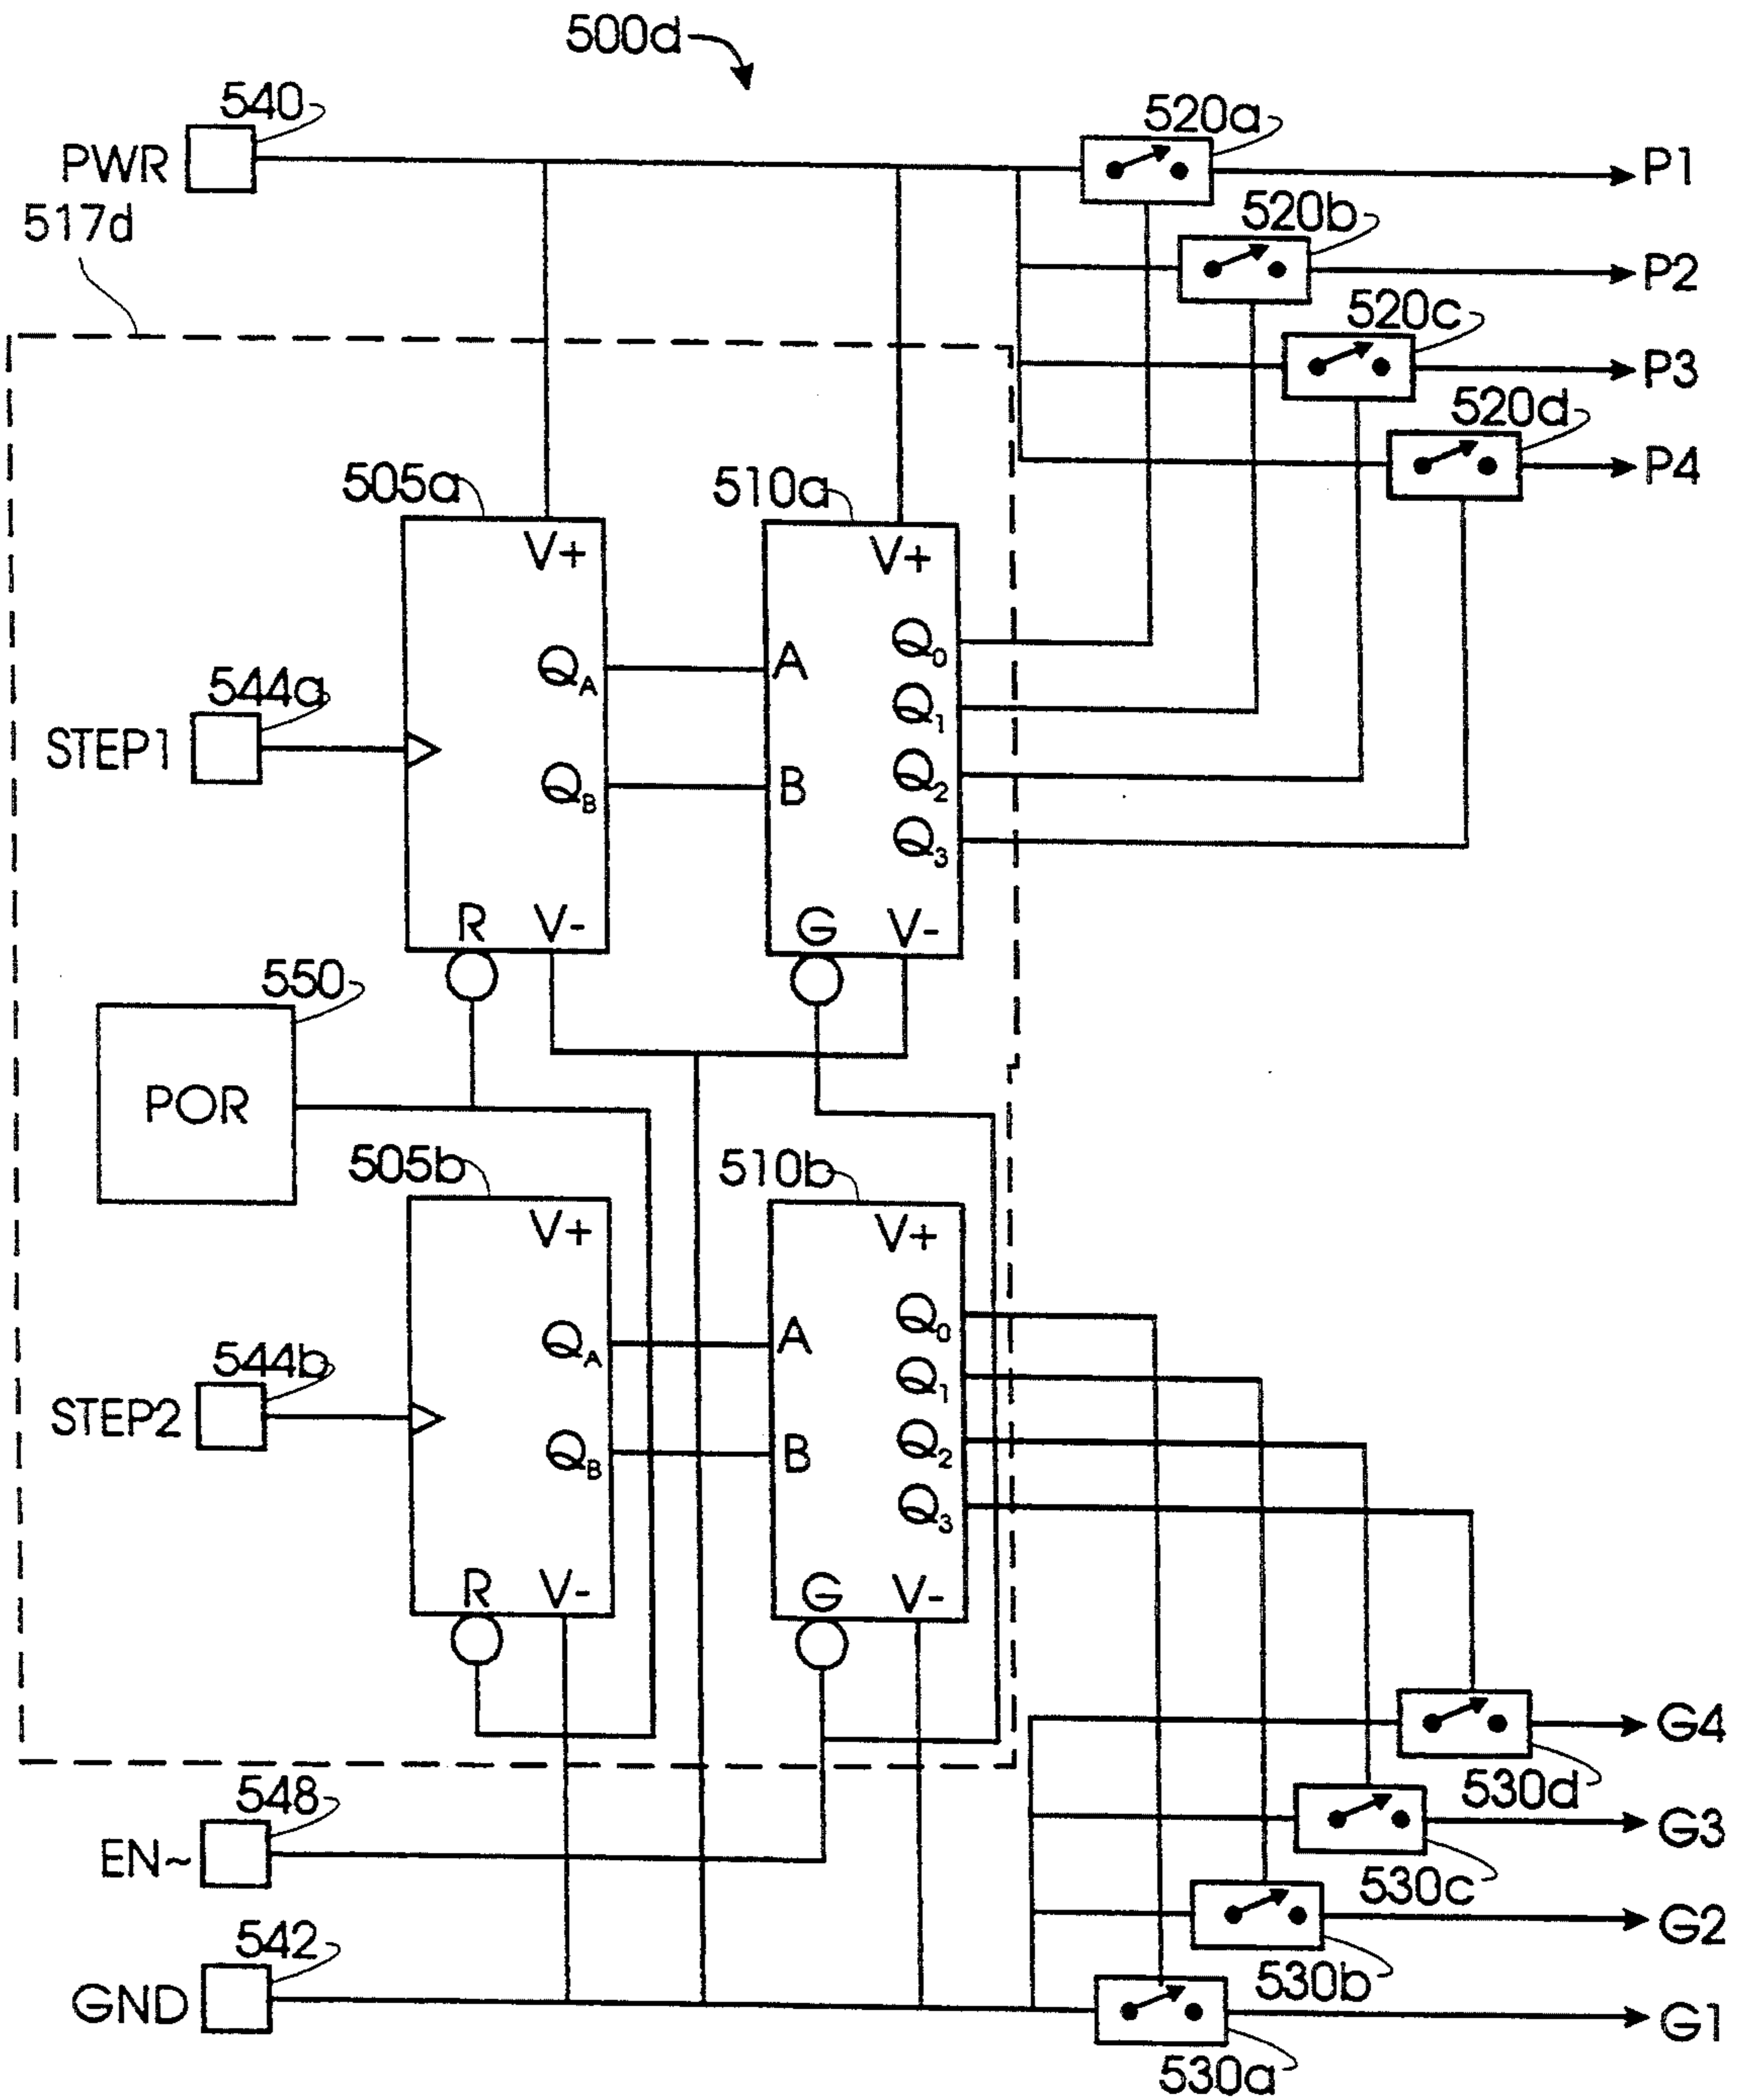 500d
540
PWR
517d
520a
P1
520b
P2
520c
P3
520d
P4
505a
510a
V+
V+
544a
STEP1
QA
QB
A
B
Q0
Q1
Q2
Q3
R
V-
G
V-
550
POR
505b
510b
V+
V+
544b
STEP2
QA
QB
A
B
Q0
Q1
Q2
Q3
R
V-
G
V-
G4
530d
548
EN~
G3
530c
542
GND
G2
530b
G1
530a